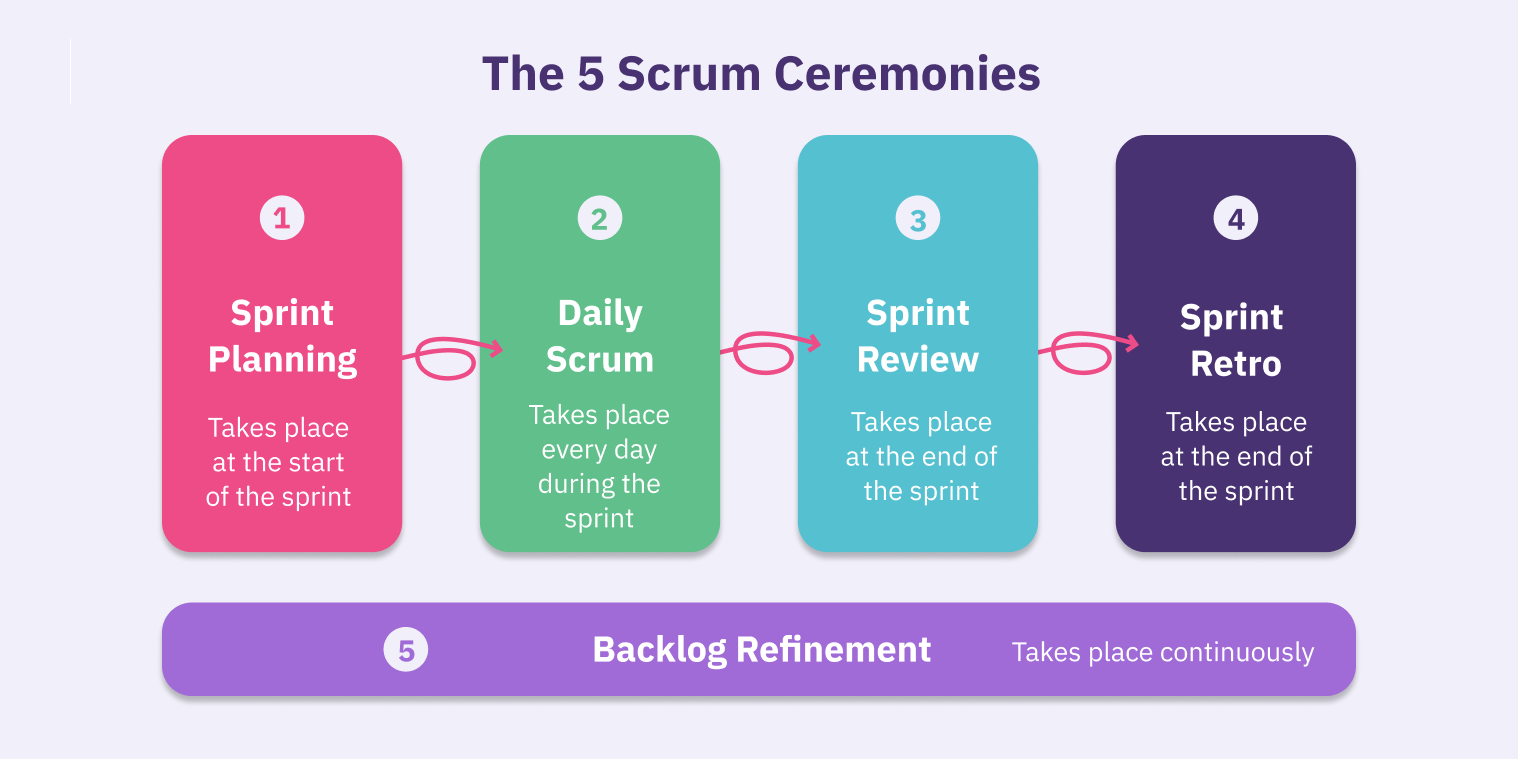 The 5 Scrum Ceremonies
1
Sprint
Planning
Takes place
at the start
of the sprint
2
Daily
Scrum
Takes place
every day
during the
sprint
3
Sprint
Review
Takes place
at the end of
the sprint
4
Sprint
Retro
Takes place
at the end of
the sprint
5
Backlog Refinement
Takes place continuously